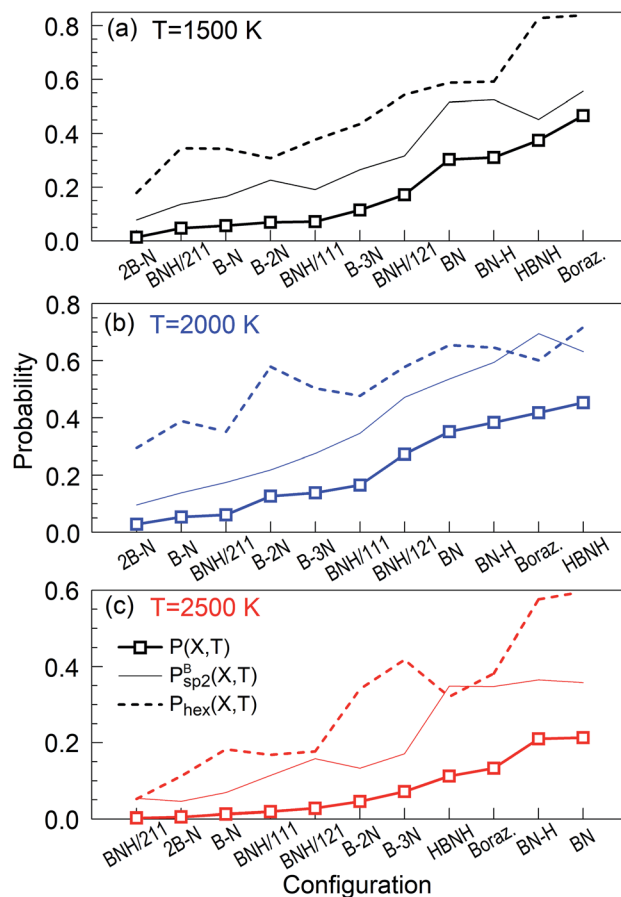 (a) T=1500 K
0.8
0.6
0.4
0.2
0.0
2B-N BNH/211 B-N B-2N BNH/111 B-3N BNH/121 BN BN-H HBNH Boraz.
(b) T=2000 K
0.8
0.6
0.4
0.2
0.0
2B-N B-N BNH/211 B-2N B-3N BNH/111 BNH/121 BN BN-H Boraz. HBNH
Probability
(c) T=2500 K
0.6
0.4
0.2
0.0
P(X,T)
P^B_sp2(X,T)
P_hex(X,T)
BNH/211 2B-N B-N BNH/111 BNH/121 B-2N B-3N HBNH Boraz. BN-H BN
Configuration